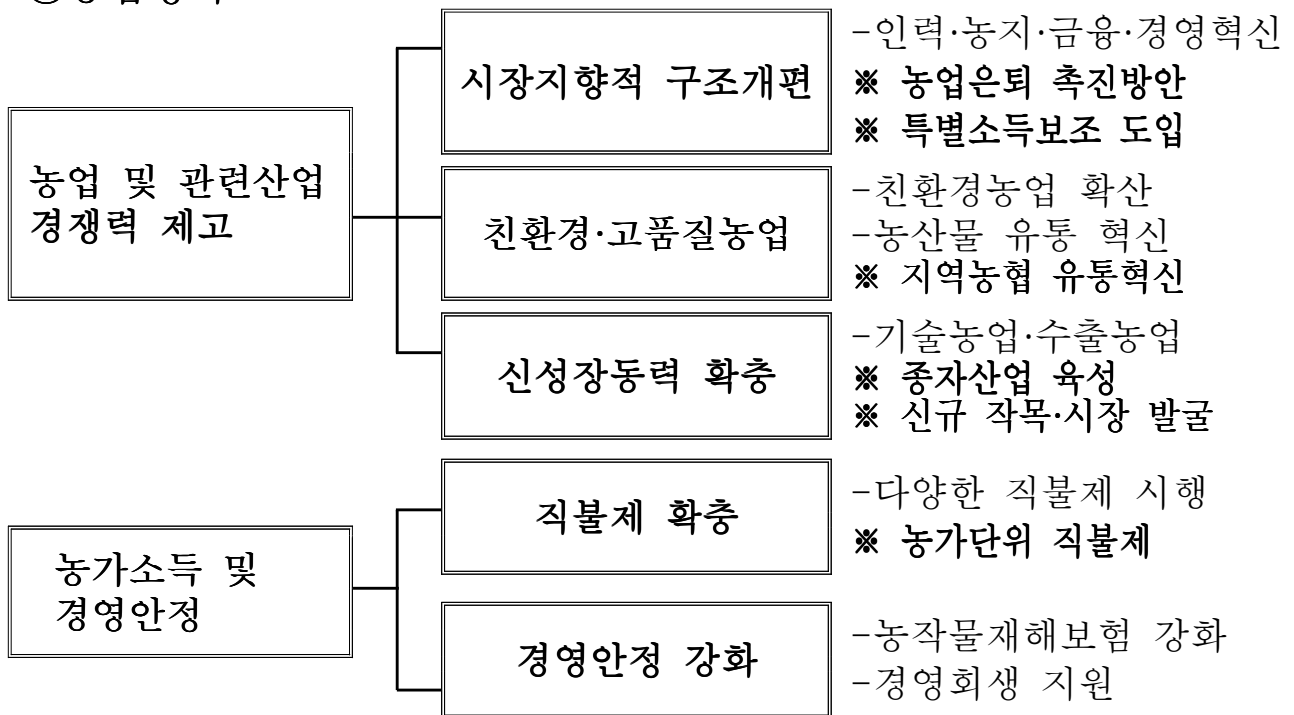 농업 및 관련산업
경쟁력 제고
시장지향적 구조개편
-인력·농지·금융·경영혁신
※ 농업은퇴 촉진방안
※ 특별소득보조 도입
친환경·고품질농업
-친환경농업 확산
-농산물 유통 혁신
※ 지역농협 유통혁신
신성장동력 확충
-기술농업·수출농업
※ 종자산업 육성
※ 신규 작목·시장 발굴
농가소득 및
경영안정
직불제 확충
-다양한 직불제 시행
※ 농가단위 직불제
경영안정 강화
-농작물재해보험 강화
-경영회생 지원